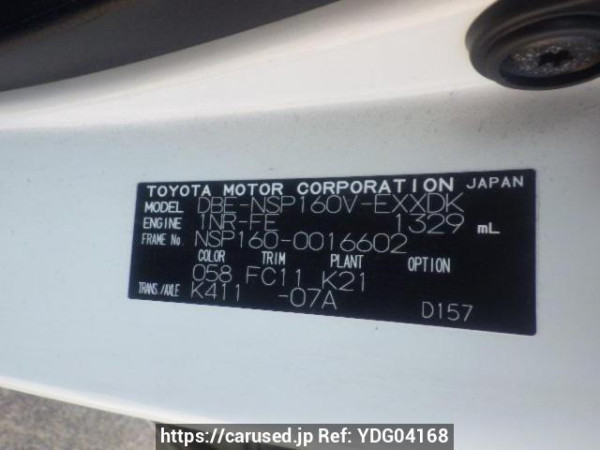 TOYOTA MOTOR CORPORATION JAPAN
MODEL DBE-NSP160V-EXXDK
ENGINE 1NR-FE 1329 mL
FRAME No. NSP160-0016602
COLOR TRIM PLANT OPTION
058 FC11 K21
TRANS./AXLE K411 -07A
D157
https://carused.jp Ref: YDG04168